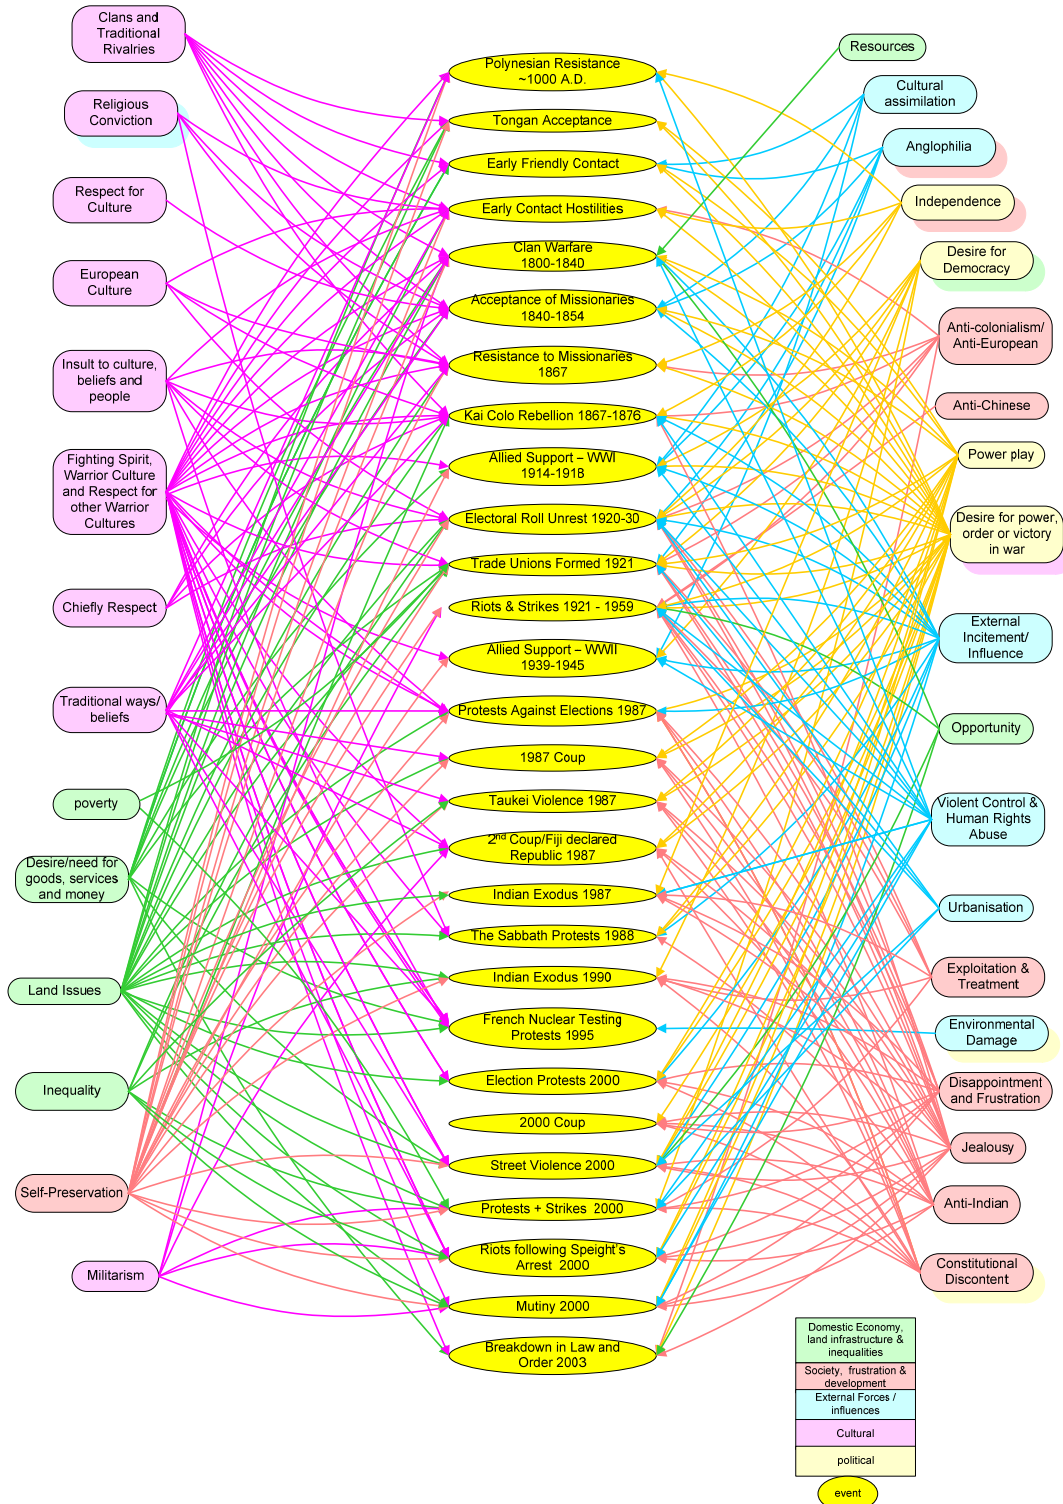 Clans and
Traditional
Rivalries
Religious
Conviction
Respect for
Culture
European
Culture
Insult to culture,
beliefs and
people
Fighting Spirit,
Warrior Culture
and Respect for
other Warrior
Cultures
Chiefly Respect
Traditional ways/
beliefs
poverty
Desire/need for
goods, services
and money
Land Issues
Inequality
Self-Preservation
Militarism
Polynesian Resistance
~1000 A.D.
Tongan Acceptance
Early Friendly Contact
Early Contact Hostilities
Clan Warfare
1800-1840
Acceptance of Missionaries
1840-1854
Resistance to Missionaries
1867
Kai Colo Rebellion 1867-1876
Allied Support – WWI
1914-1918
Electoral Roll Unrest 1920-30
Trade Unions Formed 1921
Riots & Strikes 1921 - 1959
Allied Support – WWII
1939-1945
Protests Against Elections 1987
1987 Coup
Taukei Violence 1987
2nd Coup/Fiji declared
Republic 1987
Indian Exodus 1987
The Sabbath Protests 1988
Indian Exodus 1990
French Nuclear Testing
Protests 1995
Election Protests 2000
2000 Coup
Street Violence 2000
Protests + Strikes 2000
Riots following Speight's
Arrest 2000
Mutiny 2000
Breakdown in Law and
Order 2003
Resources
Cultural
assimilation
Anglophilia
Independence
Desire for
Democracy
Anti-colonialism/
Anti-European
Anti-Chinese
Power play
Desire for power,
order or victory
in war
External
Incitement/
Influence
Opportunity
Violent Control &
Human Rights
Abuse
Urbanisation
Exploitation &
Treatment
Environmental
Damage
Disappointment
and Frustration
Jealousy
Anti-Indian
Constitutional
Discontent
Domestic Economy,
land infrastructure &
inequalities
Society, frustration &
development
External Forces /
influences
Cultural
political
event